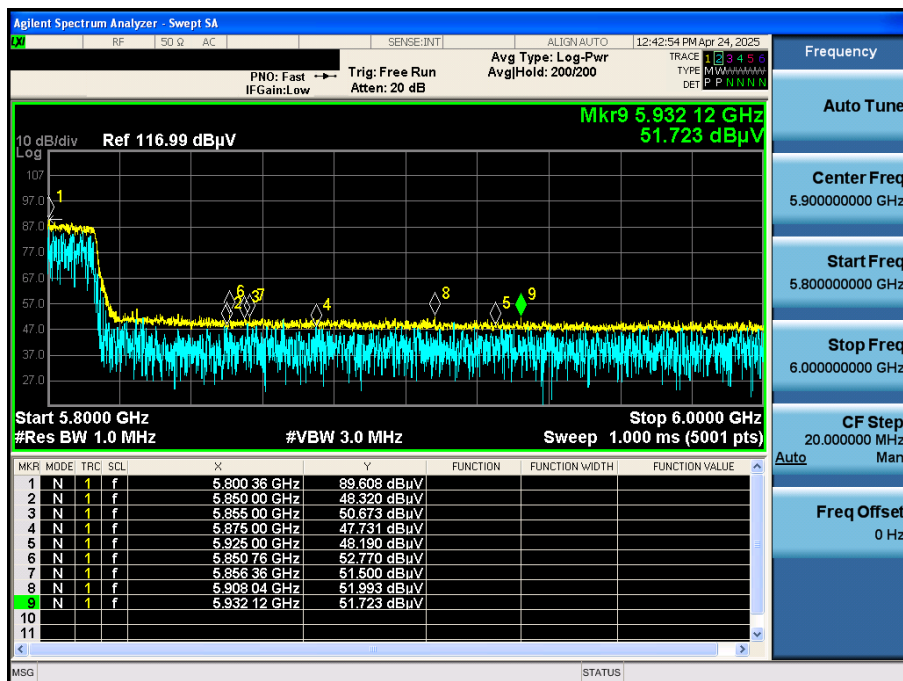 Agilent Spectrum Analyzer - Swept SA
LXI RF 50 Ω AC SENSE:INT ALIGN AUTO 12:42:54 PM Apr 24, 2025
PNO: Fast
IFGain:Low
Trig: Free Run
Atten: 20 dB
Avg Type: Log-Pwr
Avg|Hold: 200/200
TRACE 1 2 3 4 5 6
TYPE MWWWWW
DET P P N N N N
Mkr9 5.932 12 GHz
51.723 dBµV
10 dB/div Ref 116.99 dBµV
Log
107
97.0
87.0
77.0
67.0
57.0
47.0
37.0
27.0
1
6
2
3
7
4
8
5
9
Start 5.8000 GHz Stop 6.0000 GHz
#Res BW 1.0 MHz #VBW 3.0 MHz Sweep 1.000 ms (5001 pts)
MKR MODE TRC SCL X Y FUNCTION FUNCTION WIDTH FUNCTION VALUE
1 N 1 f 5.800 36 GHz 89.608 dBµV
2 N 1 f 5.850 00 GHz 48.320 dBµV
3 N 1 f 5.855 00 GHz 50.673 dBµV
4 N 1 f 5.875 00 GHz 47.731 dBµV
5 N 1 f 5.925 00 GHz 48.190 dBµV
6 N 1 f 5.850 76 GHz 52.770 dBµV
7 N 1 f 5.856 36 GHz 51.500 dBµV
8 N 1 f 5.908 04 GHz 51.993 dBµV
9 N 1 f 5.932 12 GHz 51.723 dBµV
10
11
MSG STATUS
Frequency
Auto Tune
Center Freq
5.900000000 GHz
Start Freq
5.800000000 GHz
Stop Freq
6.000000000 GHz
CF Step
20.000000 MHz
Auto Man
Freq Offset
0 Hz